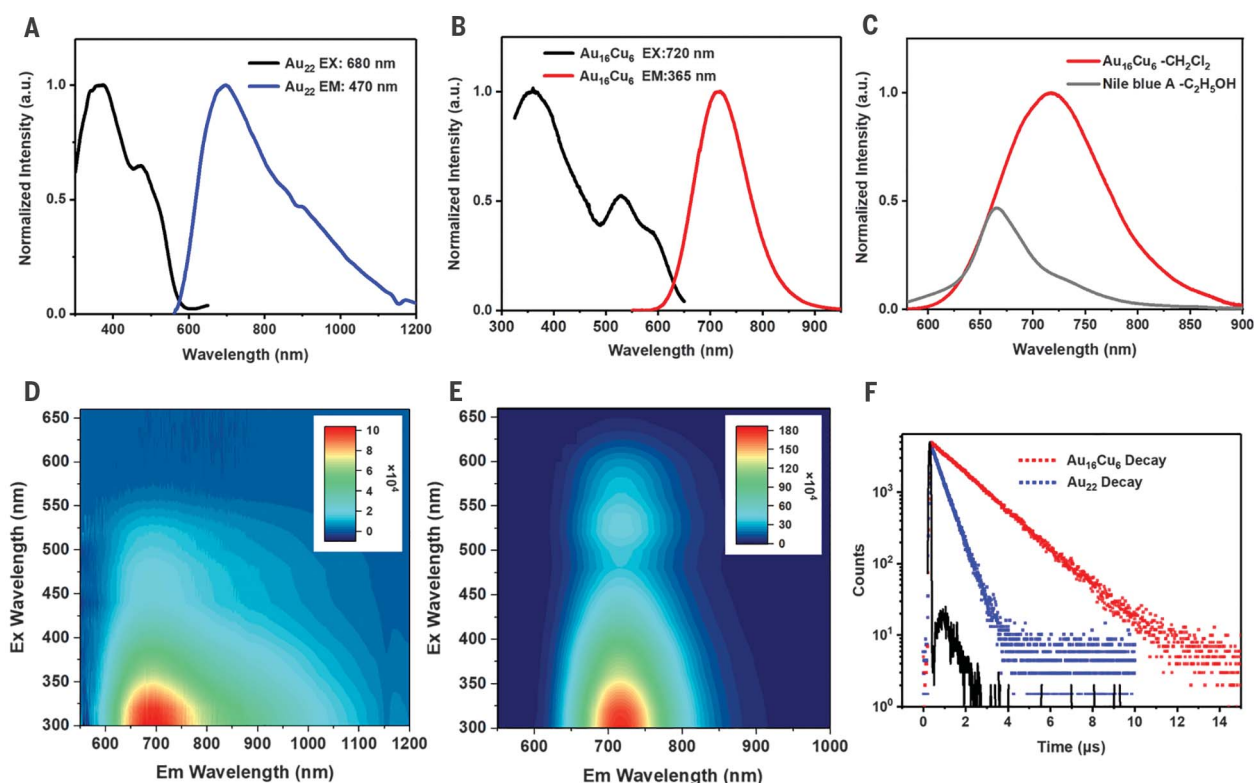 A
Au₂₂ EX: 680 nm
Au₂₂ EM: 470 nm
1.0
0.5
0.0
Normalized Intensity (a.u.)
400 600 800 1000 1200
Wavelength (nm)
B
Au₁₆Cu₆ EX:720 nm
Au₁₆Cu₆ EM:365 nm
1.0
0.5
0.0
Normalized Intensity (a.u.)
300 400 500 600 700 800 900
Wavelength (nm)
C
Au₁₆Cu₆ -CH₂Cl₂
Nile blue A -C₂H₅OH
1.0
0.5
0.0
Normalized Intensity (a.u.)
600 650 700 750 800 850 900
Wavelength (nm)
D
650
600
550
500
450
400
350
300
Ex Wavelength (nm)
10
8
6
4
2
0
×10⁴
600 700 800 900 1000 1100 1200
Em Wavelength (nm)
E
650
600
550
500
450
400
350
300
Ex Wavelength (nm)
180
150
120
90
60
30
0
×10⁴
600 700 800 900 1000
Em Wavelength (nm)
F
Au₁₆Cu₆ Decay
Au₂₂ Decay
10³
10²
10¹
10⁰
Counts
0 2 4 6 8 10 12 14
Time (µs)